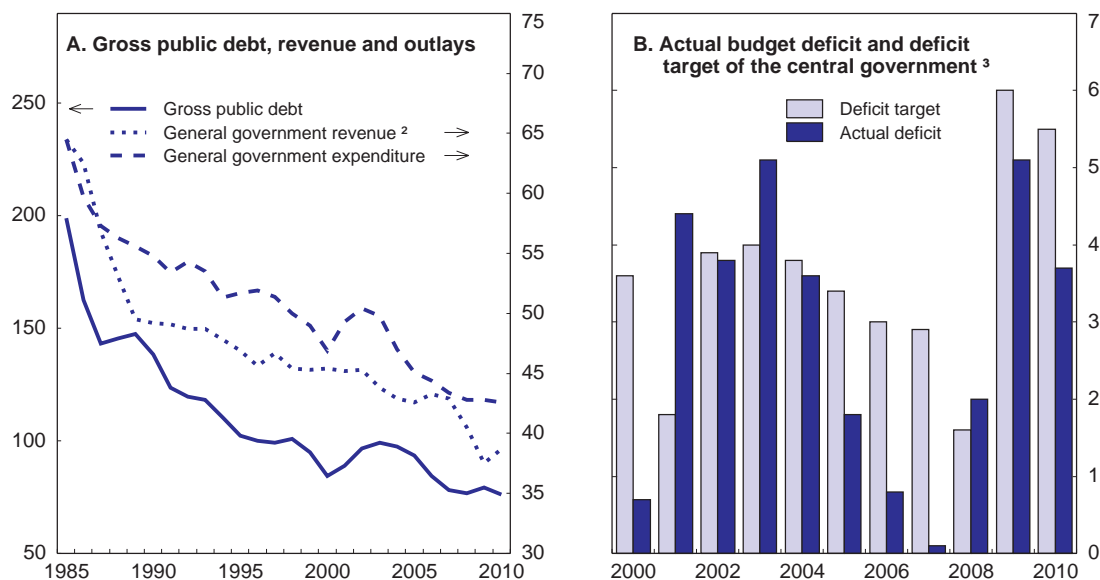 A. Gross public debt, revenue and outlays
Gross public debt
General government revenue ²
General government expenditure
250
200
150
100
50
75
70
65
60
55
50
45
40
35
30
1985 1990 1995 2000 2005 2010
B. Actual budget deficit and deficit
target of the central government ³
Deficit target
Actual deficit
7
6
5
4
3
2
1
0
2000 2002 2004 2006 2008 2010